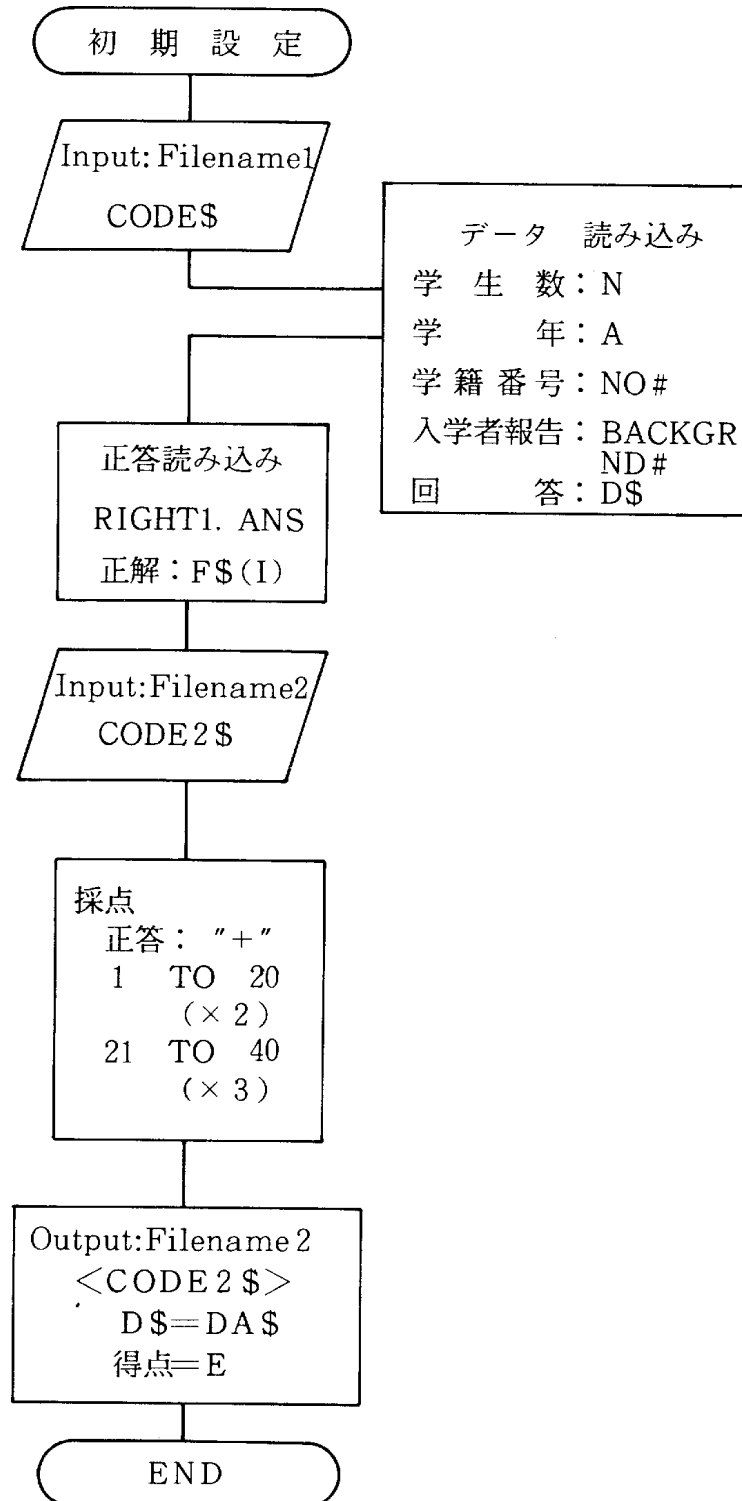 初期設定
Input:Filename1
CODE$
データ 読み込み
学生数：N
学年：A
学籍番号：NO#
入学者報告：BACKGR
ND#
回答：D$
正答読み込み
RIGHT1. ANS
正解：F$(I)
Input:Filename2
CODE2$
採点
正答： "+"
1 TO 20
(×2)
21 TO 40
(×3)
Output:Filename2
<CODE2$>
D$=DA$
得点=E
END